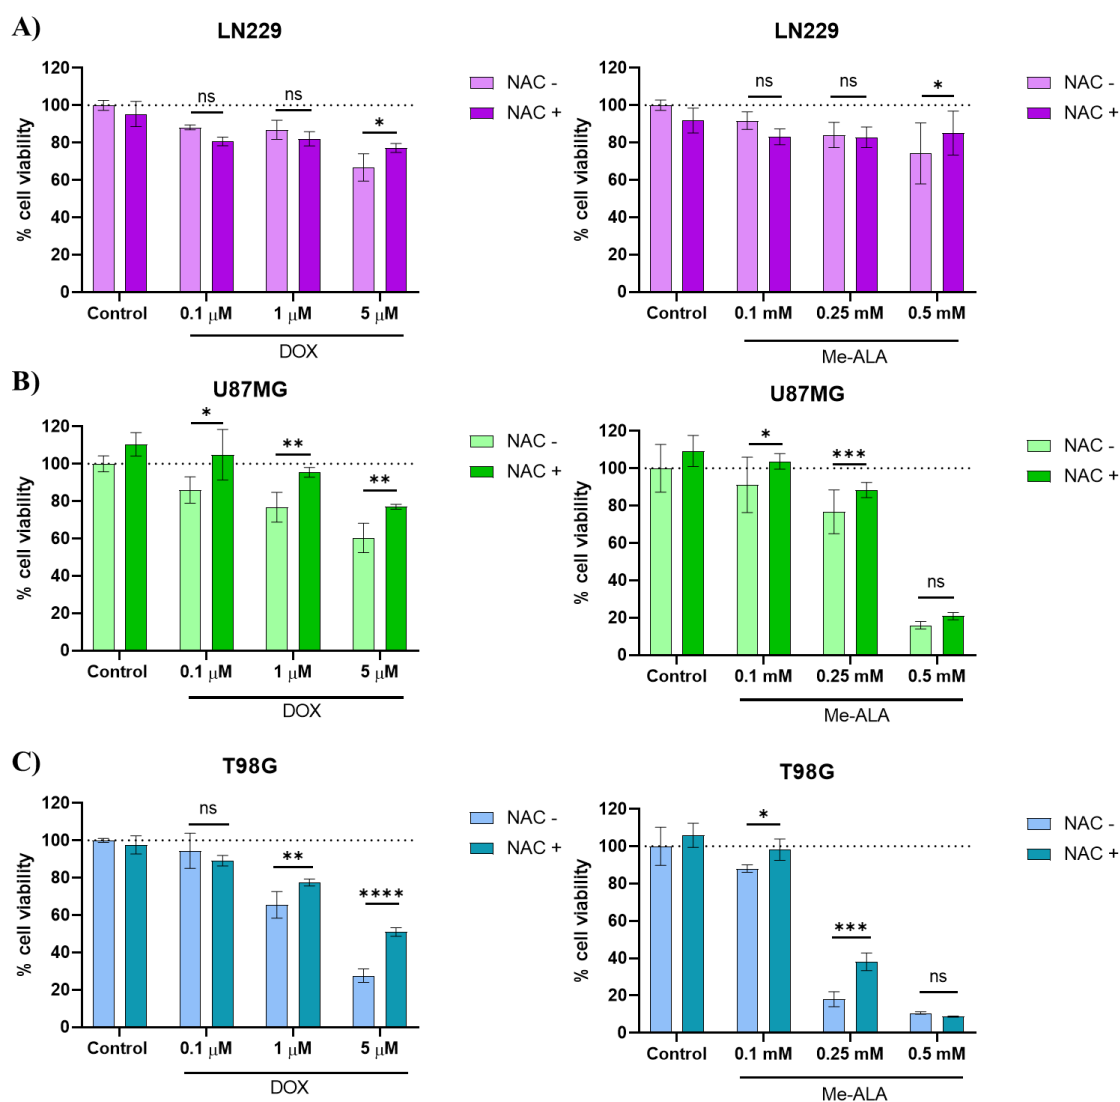 A)
LN229
120
100
80
60
40
20
0
% cell viability
ns
ns
*
Control
0.1 μM
1 μM
5 μM
DOX
NAC -
NAC +
LN229
120
100
80
60
40
20
0
% cell viability
ns
ns
*
Control
0.1 mM
0.25 mM
0.5 mM
Me-ALA
NAC -
NAC +
B)
U87MG
120
100
80
60
40
20
0
% cell viability
*
**
**
Control
0.1 μM
1 μM
5 μM
DOX
NAC -
NAC +
U87MG
120
100
80
60
40
20
0
% cell viability
*
***
ns
Control
0.1 mM
0.25 mM
0.5 mM
Me-ALA
NAC -
NAC +
C)
T98G
120
100
80
60
40
20
0
% cell viability
ns
**
****
Control
0.1 μM
1 μM
5 μM
DOX
NAC -
NAC +
T98G
120
100
80
60
40
20
0
% cell viability
*
***
ns
Control
0.1 mM
0.25 mM
0.5 mM
Me-ALA
NAC -
NAC +